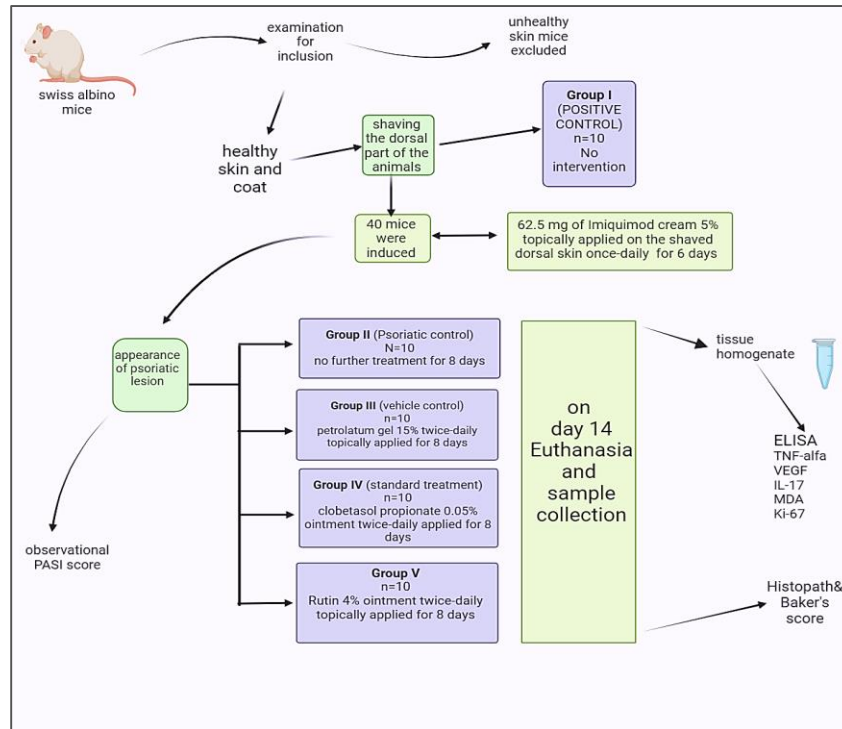 swiss albino
mice
examination
for
inclusion
unhealthy
skin mice
excluded
healthy
skin and
coat
shaving
the dorsal
part of the
animals
Group I
(POSITIVE
CONTROL)
n=10
No
intervention
40 mice
were
induced
62.5 mg of Imiquimod cream 5%
topically applied on the shaved
dorsal skin once-daily for 6 days
appearance
of psoriatic
lesion
observational
PASI score
Group II (Psoriatic control)
N=10
no further treatment for 8 days
Group III (vehicle control)
n=10
petrolatum gel 15% twice-daily
topically applied for 8 days
Group IV (standard treatment)
n=10
clobetasol propionate 0.05%
ointment twice-daily applied for 8
days
Group V
n=10
Rutin 4% ointment twice-daily
topically applied for 8 days
on
day 14
Euthanasia
and
sample
collection
tissue
homogenate
ELISA
TNF-alfa
VEGF
IL-17
MDA
Ki-67
Histopath&
Baker's
score